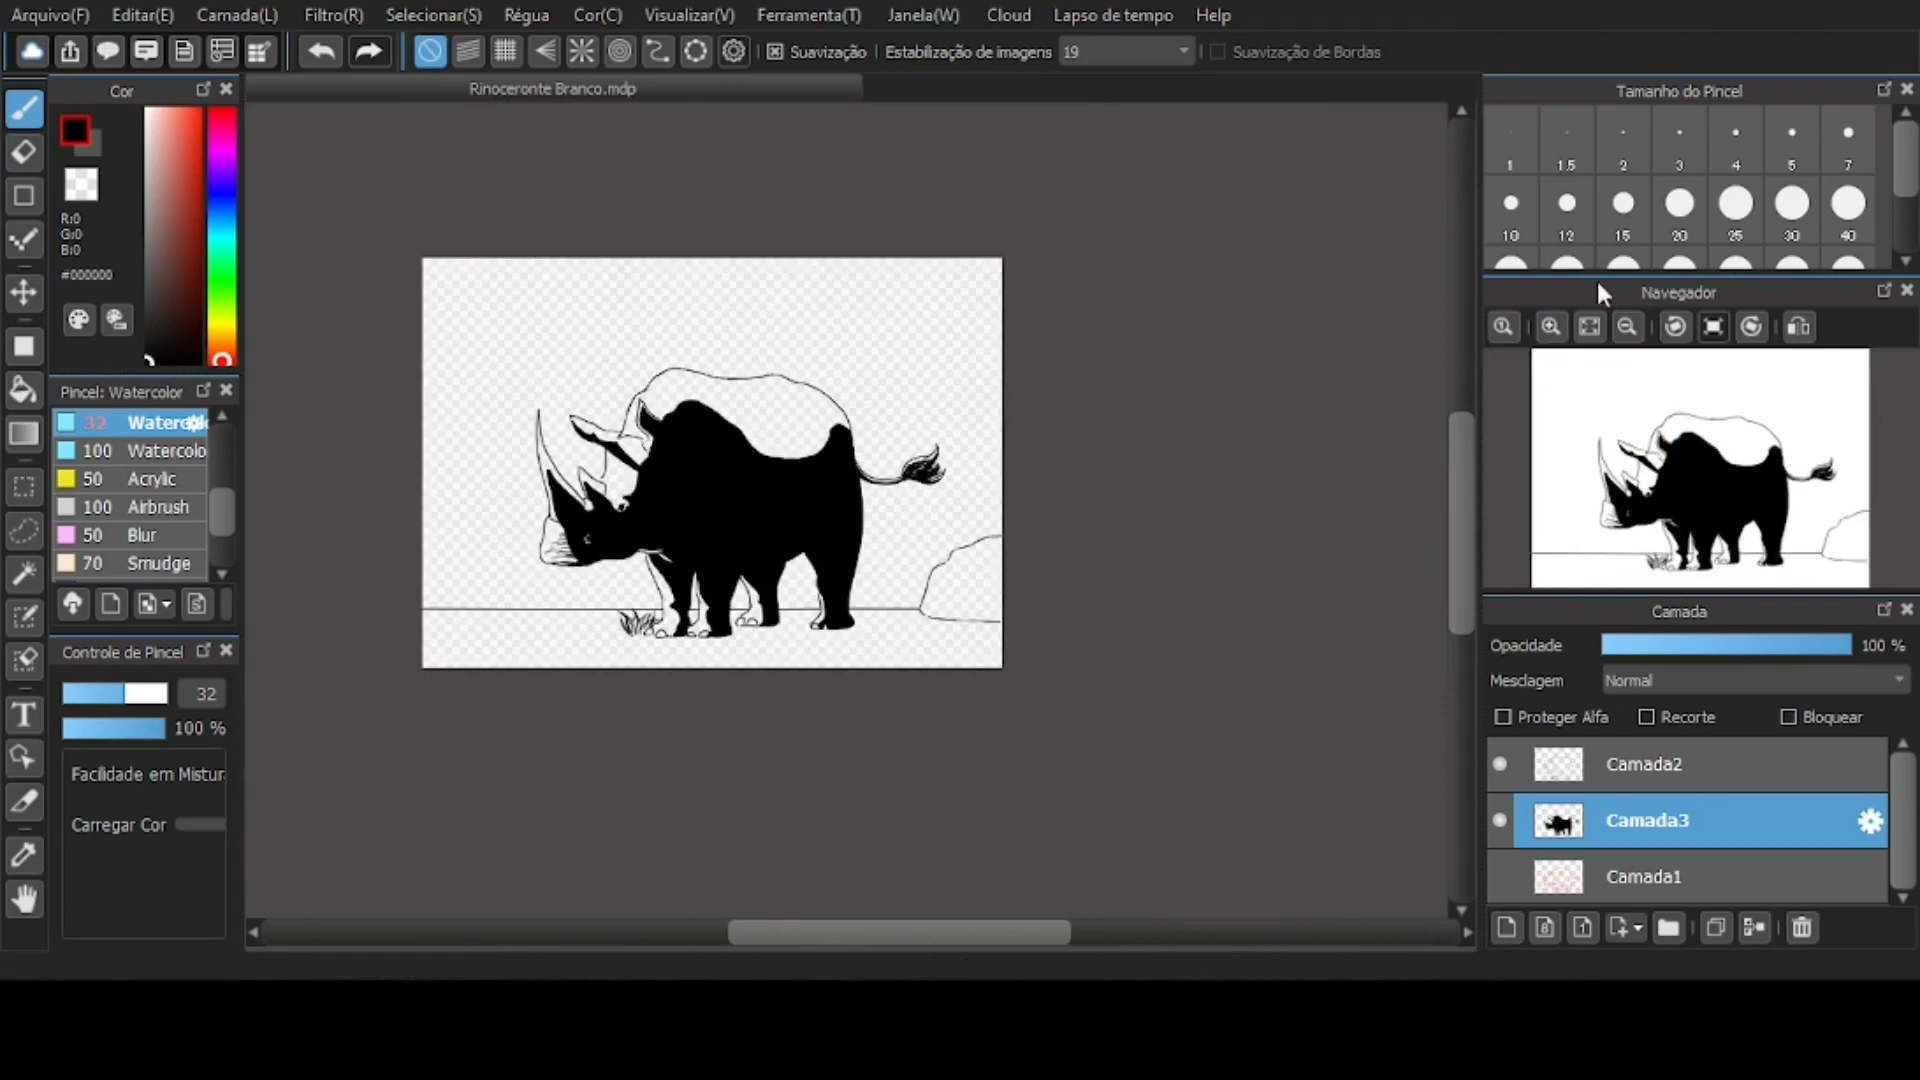 Arquivo(F) Editar(E) Camada(L) Filtro(R) Selecionar(S) Régua Cor(C) Visualizar(V) Ferramenta(T) Janela(W) Cloud Lapso de tempo Help
Suavização Estabilização de imagens 19 Suavização de Bordas
Cor
Rinoceronte Branco.mdp
R:0
G:0
B:0
#000000
Pincel: Watercolor
32 Watercolo
100 Watercolo
50 Acrylic
100 Airbrush
50 Blur
70 Smudge
Controle de Pincel
32
100 %
Facilidade em Mistur
Carregar Cor
Tamanho do Pincel
1 1.5 2 3 4 5 7
10 12 15 20 25 30 40
Navegador
Camada
Opacidade 100 %
Mesclagem Normal
Proteger Alfa Recorte Bloquear
Camada2
Camada3
Camada1